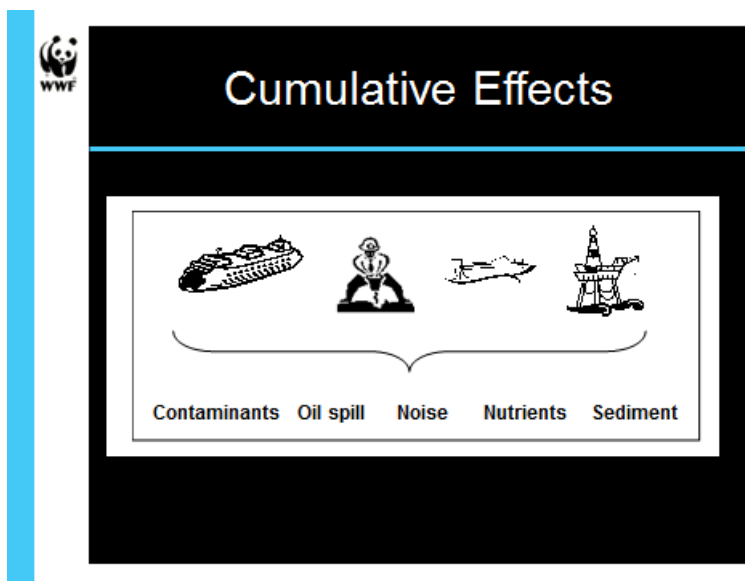 WWF
Cumulative Effects
Contaminants Oil spill Noise Nutrients Sediment